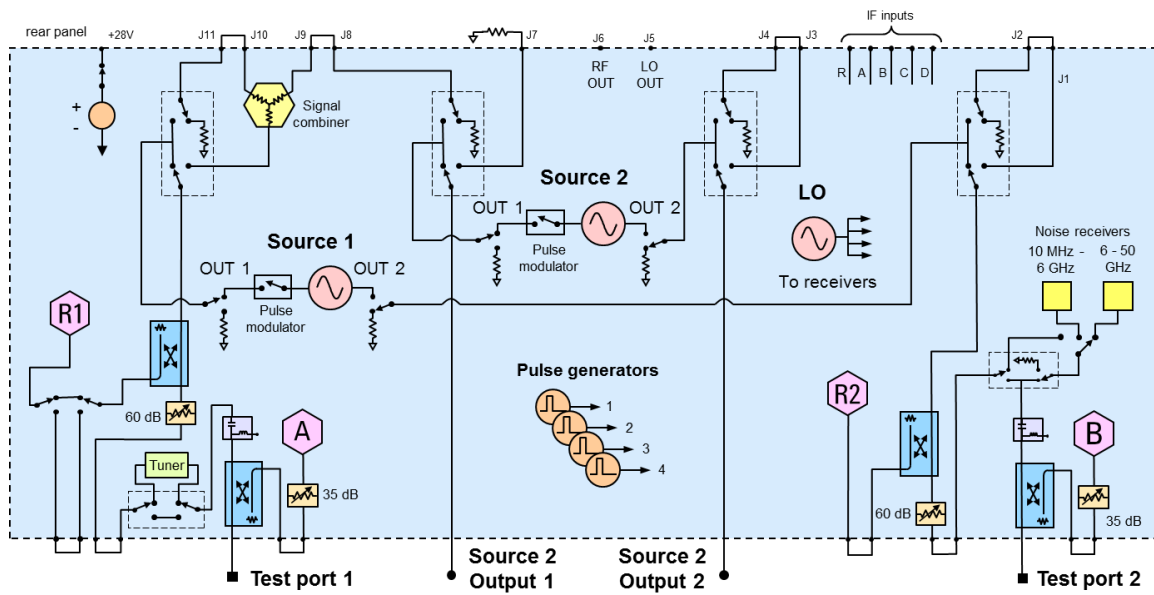 rear panel
+28V
J11
J10
J9
J8
J7
J6
J5
J4
J3
IF inputs
J2
J1
RF
OUT
LO
OUT
R
A
B
C
D
+
-
Signal
combiner
Source 2
OUT 1
OUT 2
Pulse
modulator
LO
To receivers
Noise receivers
10 MHz -
6 GHz
6 - 50
GHz
Source 1
OUT 1
OUT 2
Pulse
modulator
R1
60 dB
Tuner
A
35 dB
Pulse generators
1
2
3
4
R2
60 dB
B
35 dB
Test port 1
Source 2
Output 1
Source 2
Output 2
Test port 2